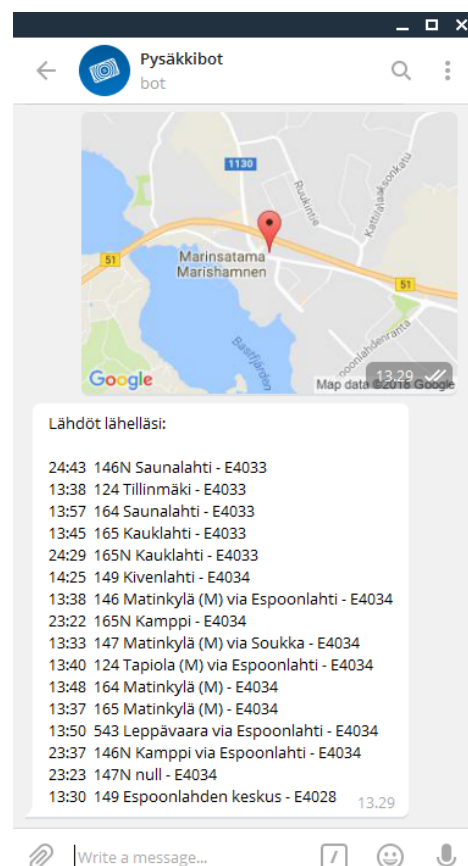 Pysäkkibot
bot
1130
Ruukintie
Kattilalaaksonkatu
51
Marinsatama
Marishamnen
51
Bastfjärden
Espoonlahdenranta
Google
Map data ©2018 Google
13.29
Lähdöt lähelläsi:
24:43 146N Saunalahti - E4033
13:38 124 Tillinmäki - E4033
13:57 164 Saunalahti - E4033
13:45 165 Kauklahti - E4033
24:29 165N Kauklahti - E4033
14:25 149 Kivenlahti - E4034
13:38 146 Matinkylä (M) via Espoonlahti - E4034
23:22 165N Kamppi - E4034
13:33 147 Matinkylä (M) via Soukka - E4034
13:40 124 Tapiola (M) via Espoonlahti - E4034
13:48 164 Matinkylä (M) - E4034
13:37 165 Matinkylä (M) - E4034
13:50 543 Leppävaara via Espoonlahti - E4034
23:37 146N Kamppi via Espoonlahti - E4034
23:23 147N null - E4034
13:30 149 Espoonlahden keskus - E4028
13.29
Write a message...